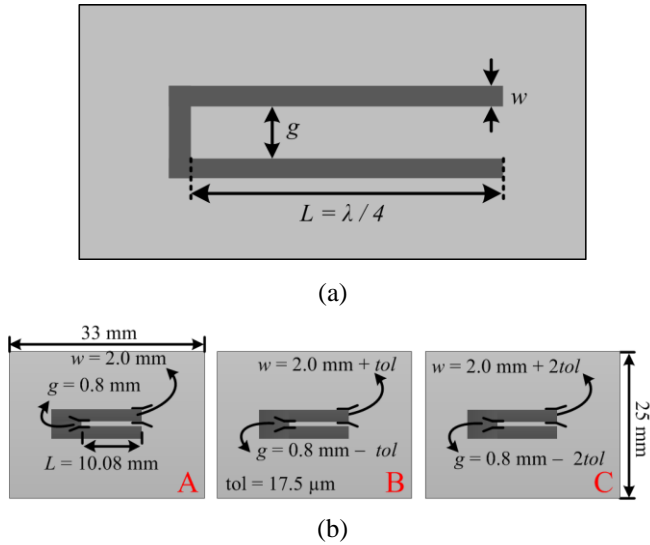 w
g
L = λ / 4
(a)
33 mm
w = 2.0 mm
g = 0.8 mm
L = 10.08 mm
A
w = 2.0 mm + tol
g = 0.8 mm − tol
tol = 17.5 μm
B
w = 2.0 mm + 2tol
g = 0.8 mm − 2tol
C
25 mm
(b)